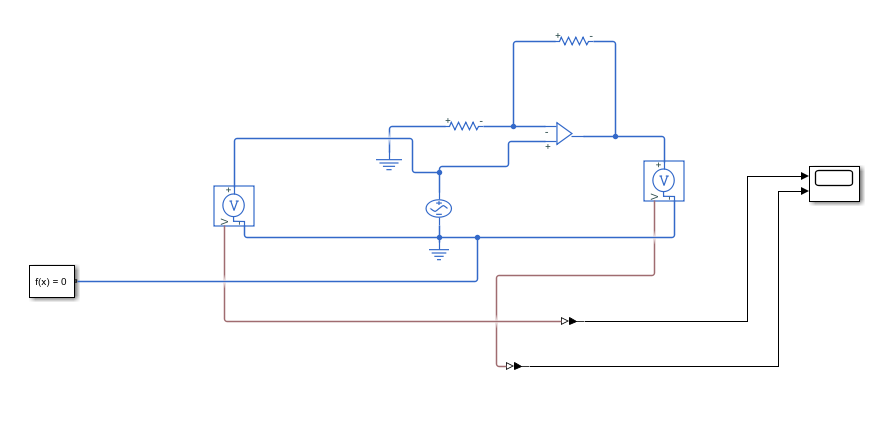 + -
+ -
-
+
+
V
V
+
V
V
f(x) = 0